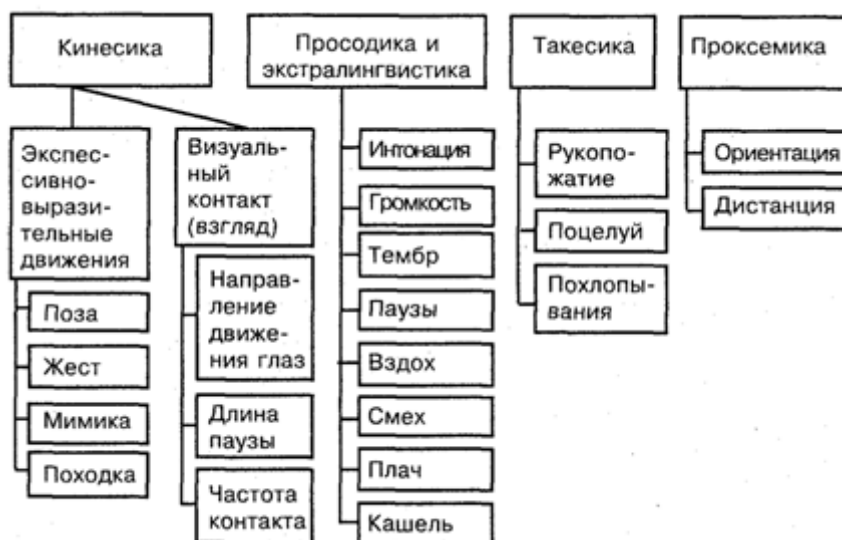 Кинесика
Экспес-
сивно-
вырази-
тельные
движения
Поза
Жест
Мимика
Походка
Визуаль-
ный
контакт
(взгляд)
Направ-
ление
движе-
ния глаз
Длина
паузы
Частота
контакта
Просодика и
экстралингвистика
Интонация
Громкость
Тембр
Паузы
Вздох
Смех
Плач
Кашель
Такесика
Рукопо-
жатие
Поцелуй
Похлопы-
вания
Проксемика
Ориентация
Дистанция